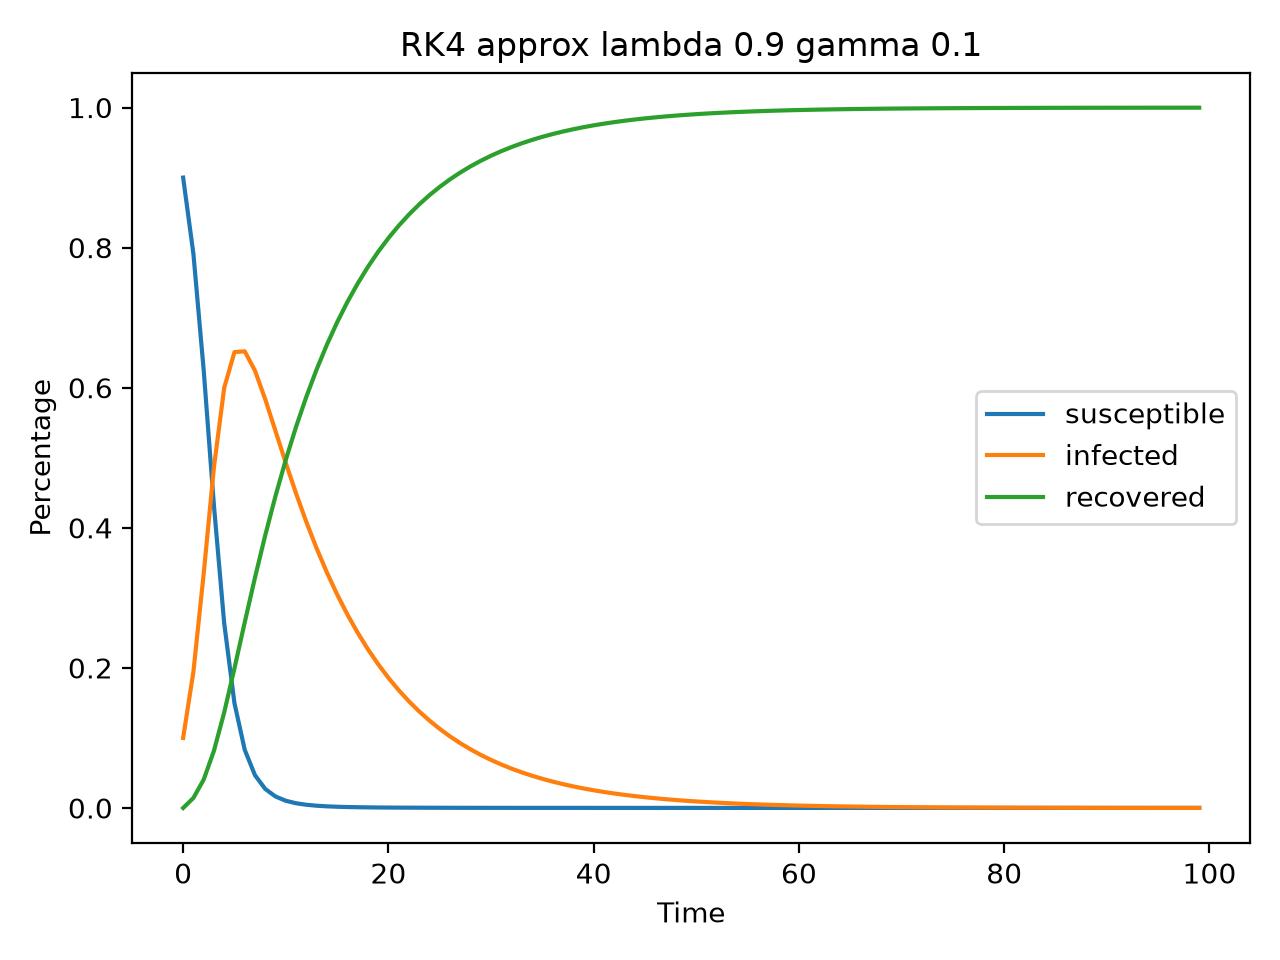 RK4 approx lambda 0.9 gamma 0.1
1.0
0.8
0.6
0.4
0.2
0.0
Percentage
susceptible
infected
recovered
0 20 40 60 80 100
Time